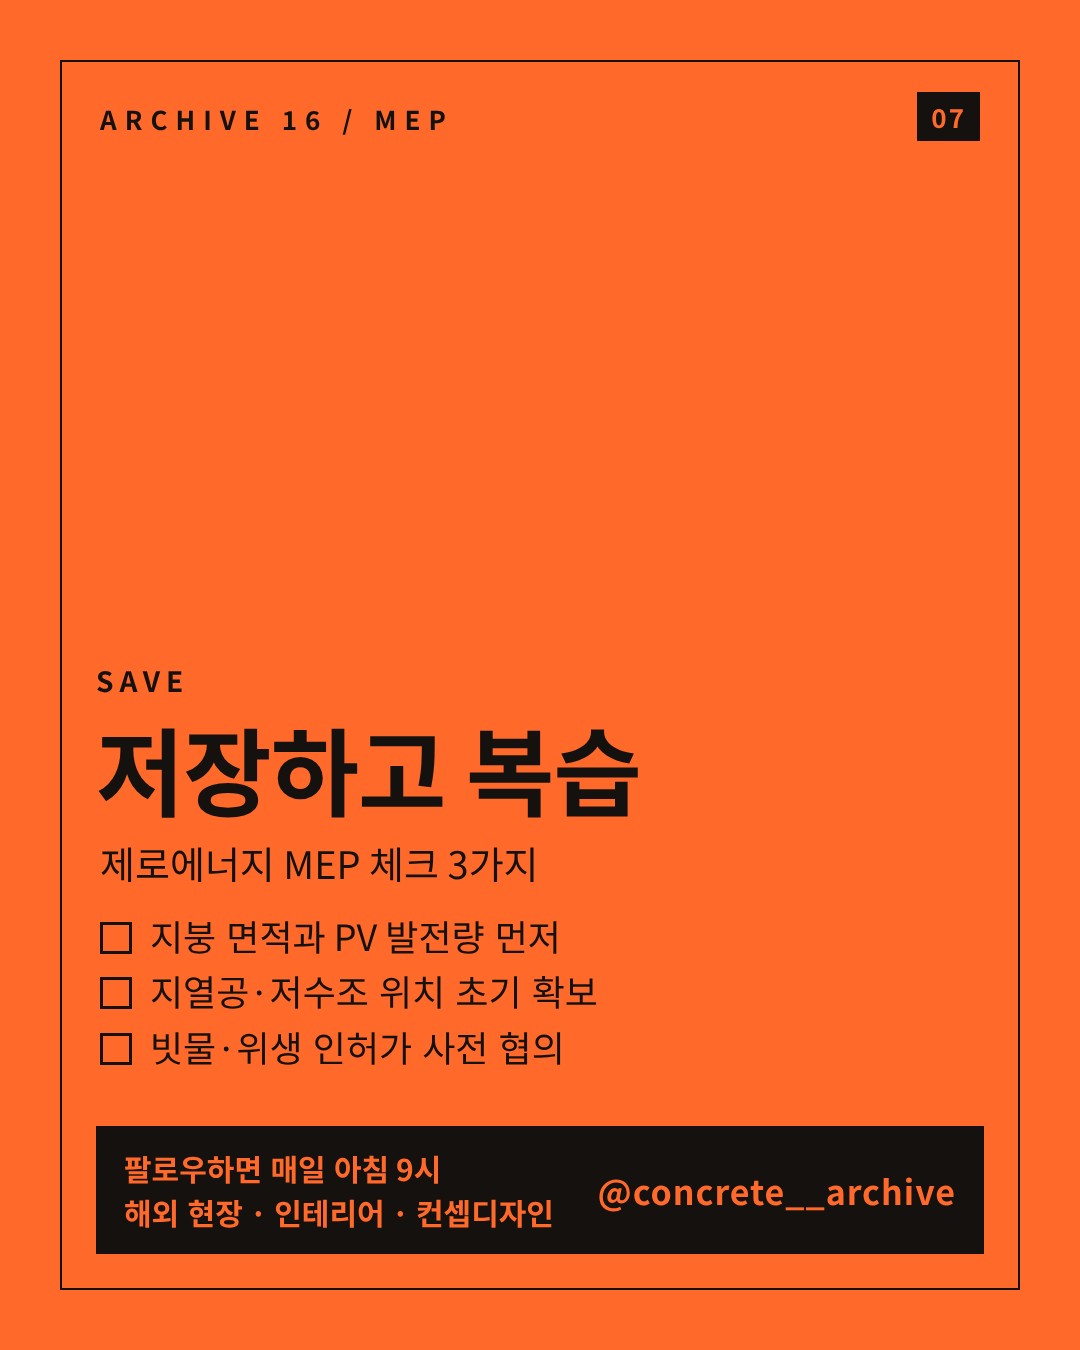 ARCHIVE 16 / MEP
07
SAVE
저장하고 복습
제로에너지 MEP 체크 3가지
지붕 면적과 PV 발전량 먼저
지열공·저수조 위치 초기 확보
빗물·위생 인허가 사전 협의
팔로우하면 매일 아침 9시
해외 현장 · 인테리어 · 컨셉디자인
@concrete__archive